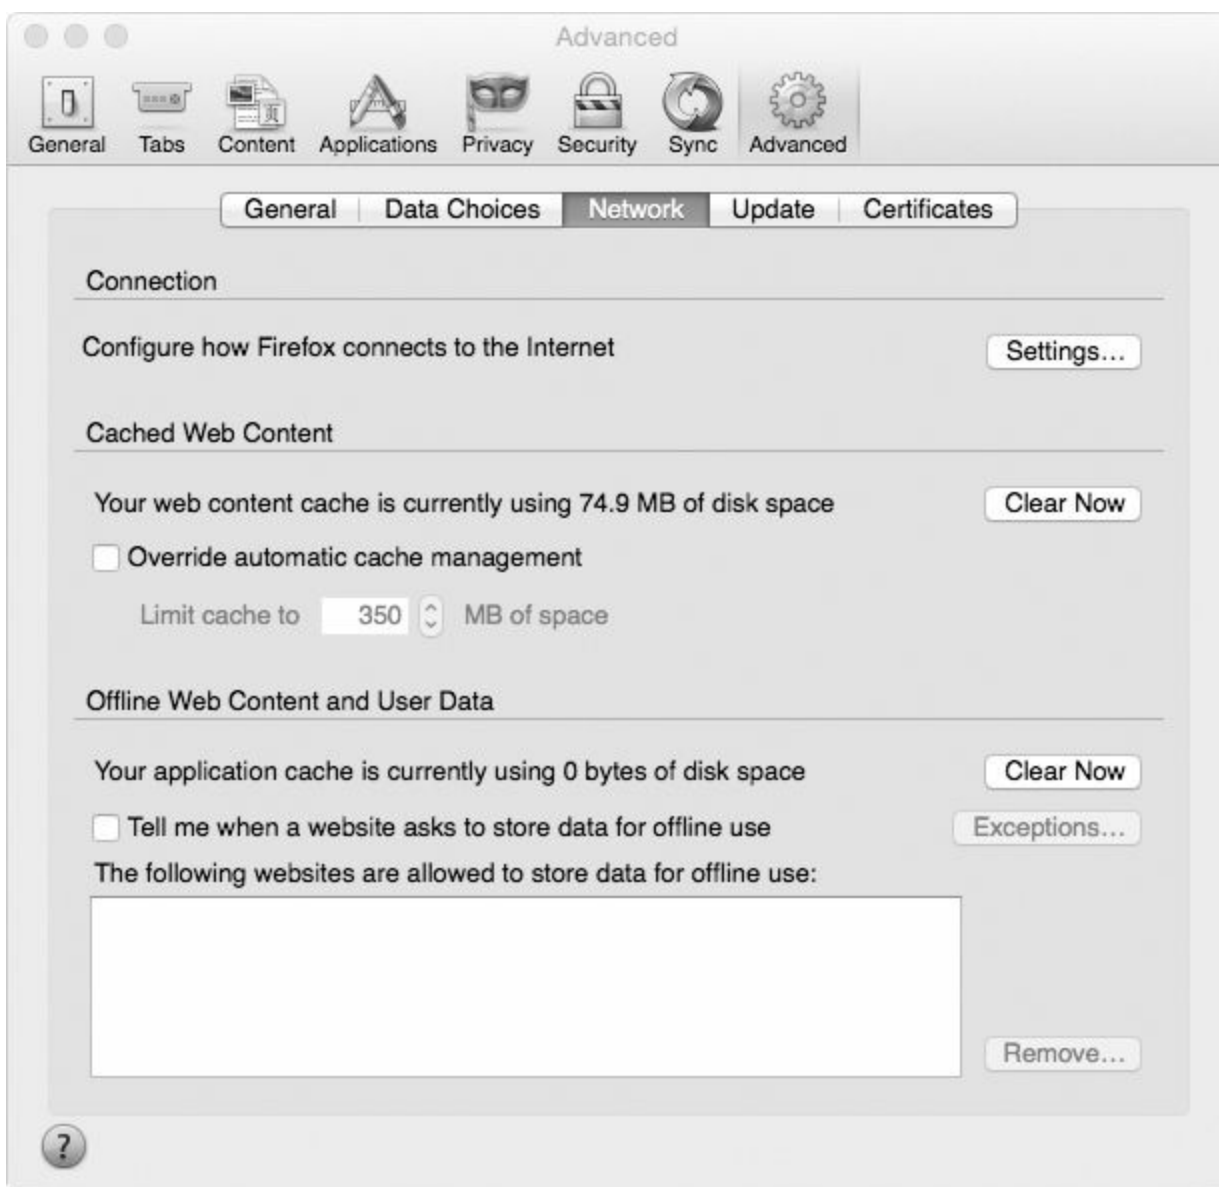 Advanced
General Tabs Content Applications Privacy Security Sync Advanced
General Data Choices Network Update Certificates
Connection
Configure how Firefox connects to the Internet Settings...
Cached Web Content
Your web content cache is currently using 74.9 MB of disk space Clear Now
Override automatic cache management
Limit cache to 350 MB of space
Offline Web Content and User Data
Your application cache is currently using 0 bytes of disk space Clear Now
Tell me when a website asks to store data for offline use Exceptions...
The following websites are allowed to store data for offline use:
Remove...
?